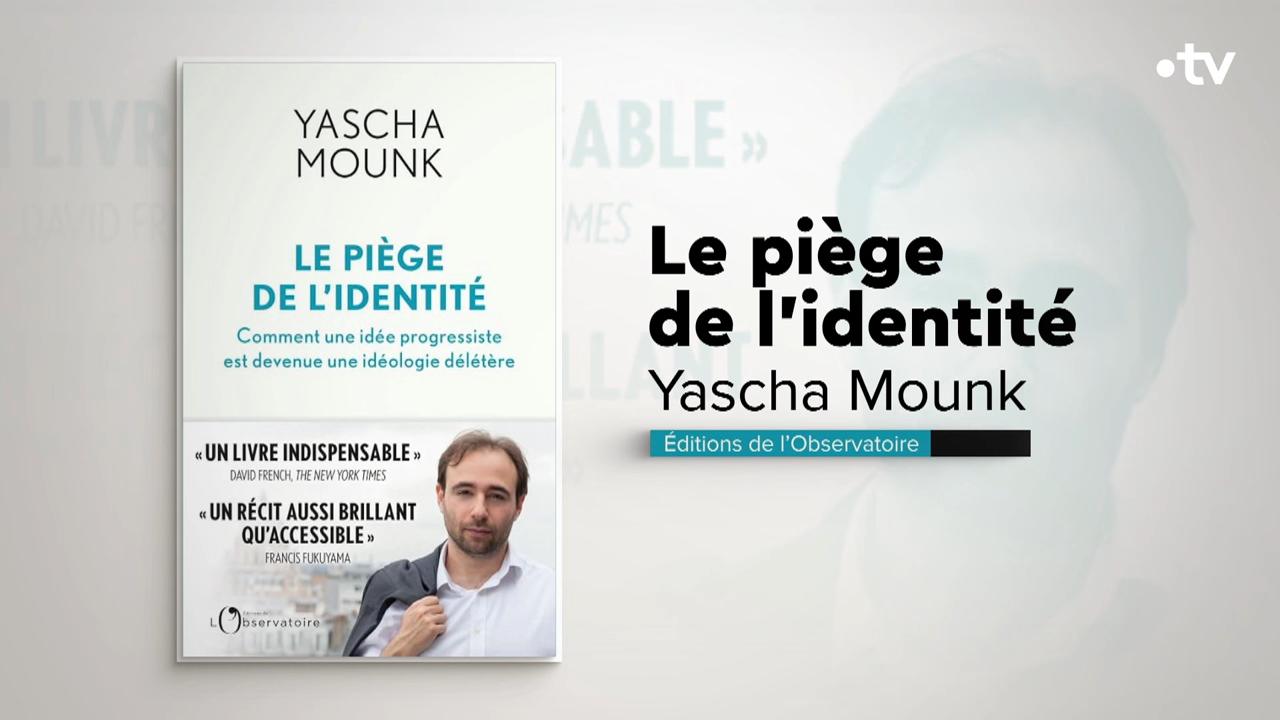 YASCHA
MOUNK
LE PIÈGE
DE L'IDENTITÉ
Comment une idée progressiste
est devenue une idéologie délétère
« UN LIVRE INDISPENSABLE »
DAVID FRENCH, THE NEW YORK TIMES
« UN RÉCIT AUSSI BRILLANT
QU'ACCESSIBLE »
FRANCIS FUKUYAMA
Éditions de
L'Observatoire
Le piège
de l'identité
Yascha Mounk
Éditions de l'Observatoire
•tv